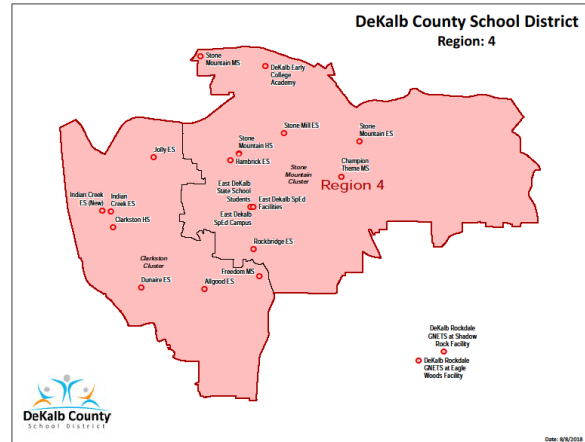 DeKalb County School District
Region: 4
Stone
Mountain MS
DeKalb Early
College
Academy
Stone Mill ES
Stone
Mountain ES
Jolly ES
Stone
Mountain HS
Hambrick ES
Stone
Mountain
Cluster
Champion
Theme MS
Region 4
East DeKalb
State School
Students
East Dekalb SpEd
Facilities
East Dekalb
SpEd Campus
Indian Creek
ES (New)
Indian
Creek ES
Clarkston HS
Rockbridge ES
Clarkston
Cluster
Freedom MS
Dunaire ES
Allgood ES
DeKalb Rockdale
GNETS at Shadow
Rock Facility
DeKalb Rockdale
GNETS at Eagle
Woods Facility
DeKalb County
School District
Date: 8/8/2018